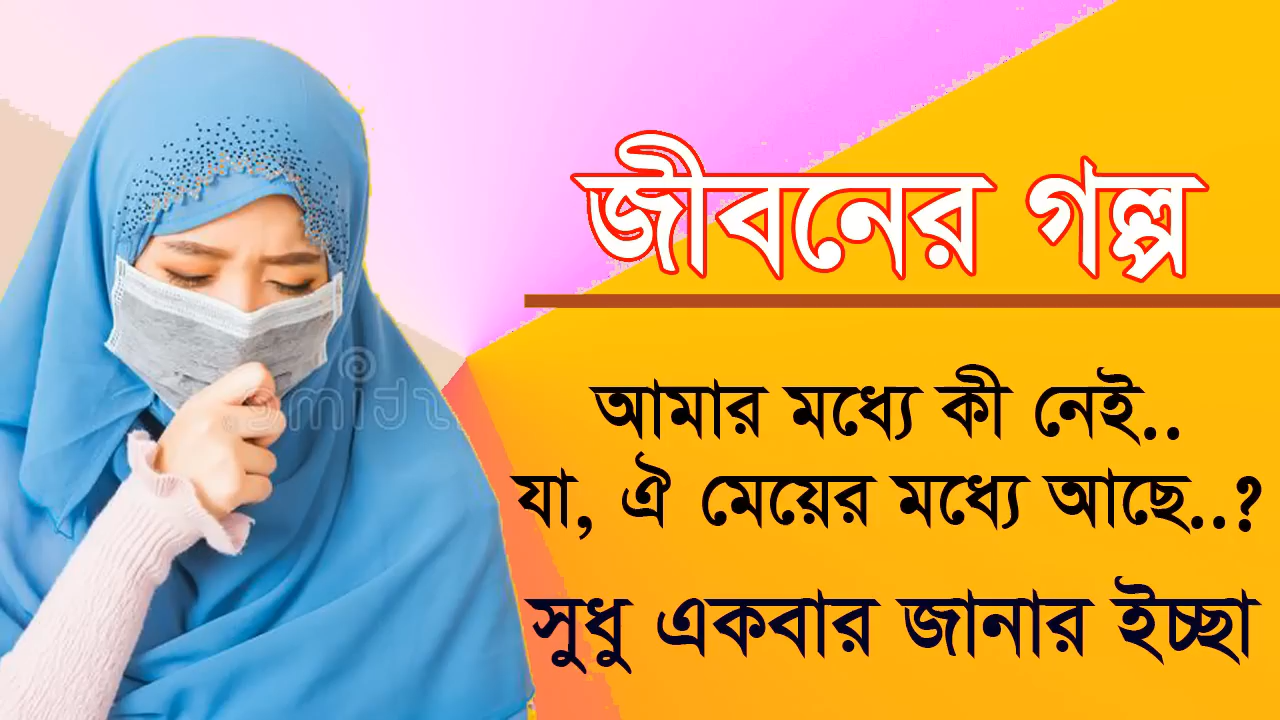 জীবনের গল্প
আমার মধ্যে কী নেই..
যা, ঐ মেয়ের মধ্যে আছে..?
সুধু একবার জানার ইচ্ছা